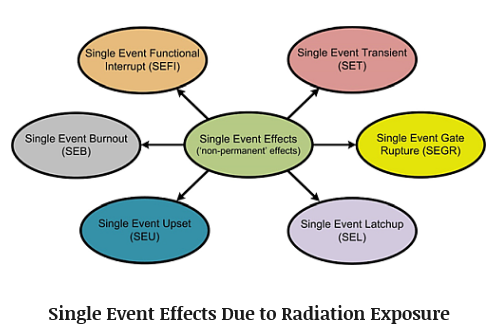 Single Event Functional
Interrupt (SEFI)
Single Event Transient
(SET)
Single Event Burnout
(SEB)
Single Event Effects
('non-permanent' effects)
Single Event Gate
Rupture (SEGR)
Single Event Upset
(SEU)
Single Event Latchup
(SEL)
Single Event Effects Due to Radiation Exposure